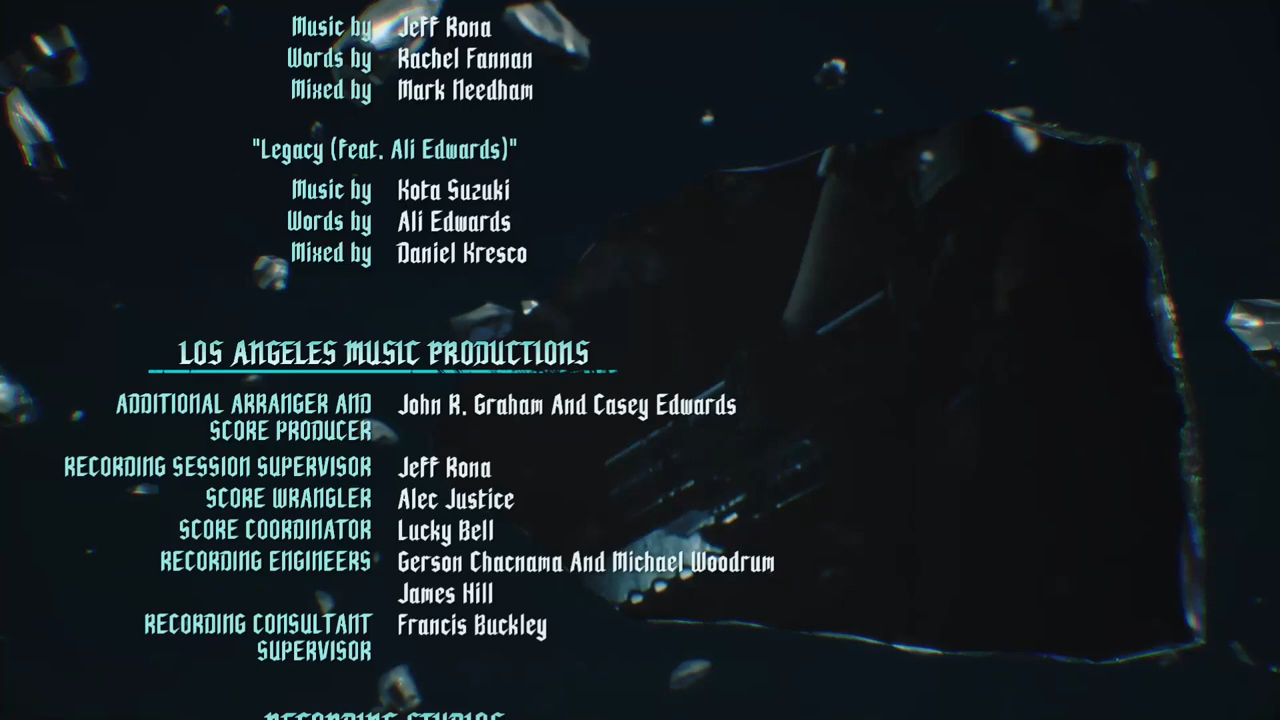 Music by Jeff Rona
Words by Rachel Fannan
Mixed by Mark Needham
"Legacy (feat. Ali Edwards)"
Music by Kota Suzuki
Words by Ali Edwards
Mixed by Daniel Kresco
LOS ANGELES MUSIC PRODUCTIONS
ADDITIONAL ARRANGER AND John R. Graham And Casey Edwards
SCORE PRODUCER
RECORDING SESSION SUPERVISOR Jeff Rona
SCORE WRANGLER Alec Justice
SCORE COORDINATOR Lucky Bell
RECORDING ENGINEERS Gerson Chacnama And Michael Woodrum
James Hill
RECORDING CONSULTANT Francis Buckley
SUPERVISOR
RECORDING STUDIOS